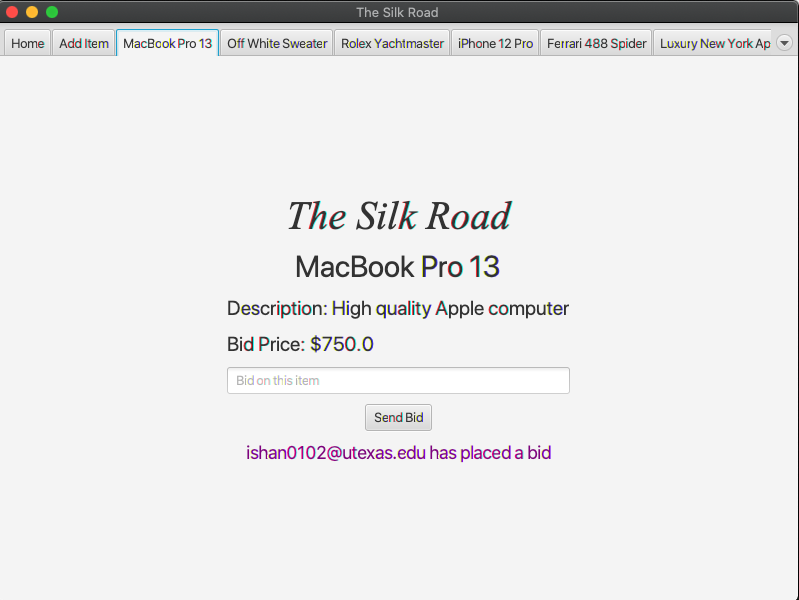 The Silk Road
Home Add Item MacBook Pro 13 Off White Sweater Rolex Yachtmaster iPhone 12 Pro Ferrari 488 Spider Luxury New York Ap
The Silk Road
MacBook Pro 13
Description: High quality Apple computer
Bid Price: $750.0
Bid on this item
Send Bid
ishan0102@utexas.edu has placed a bid